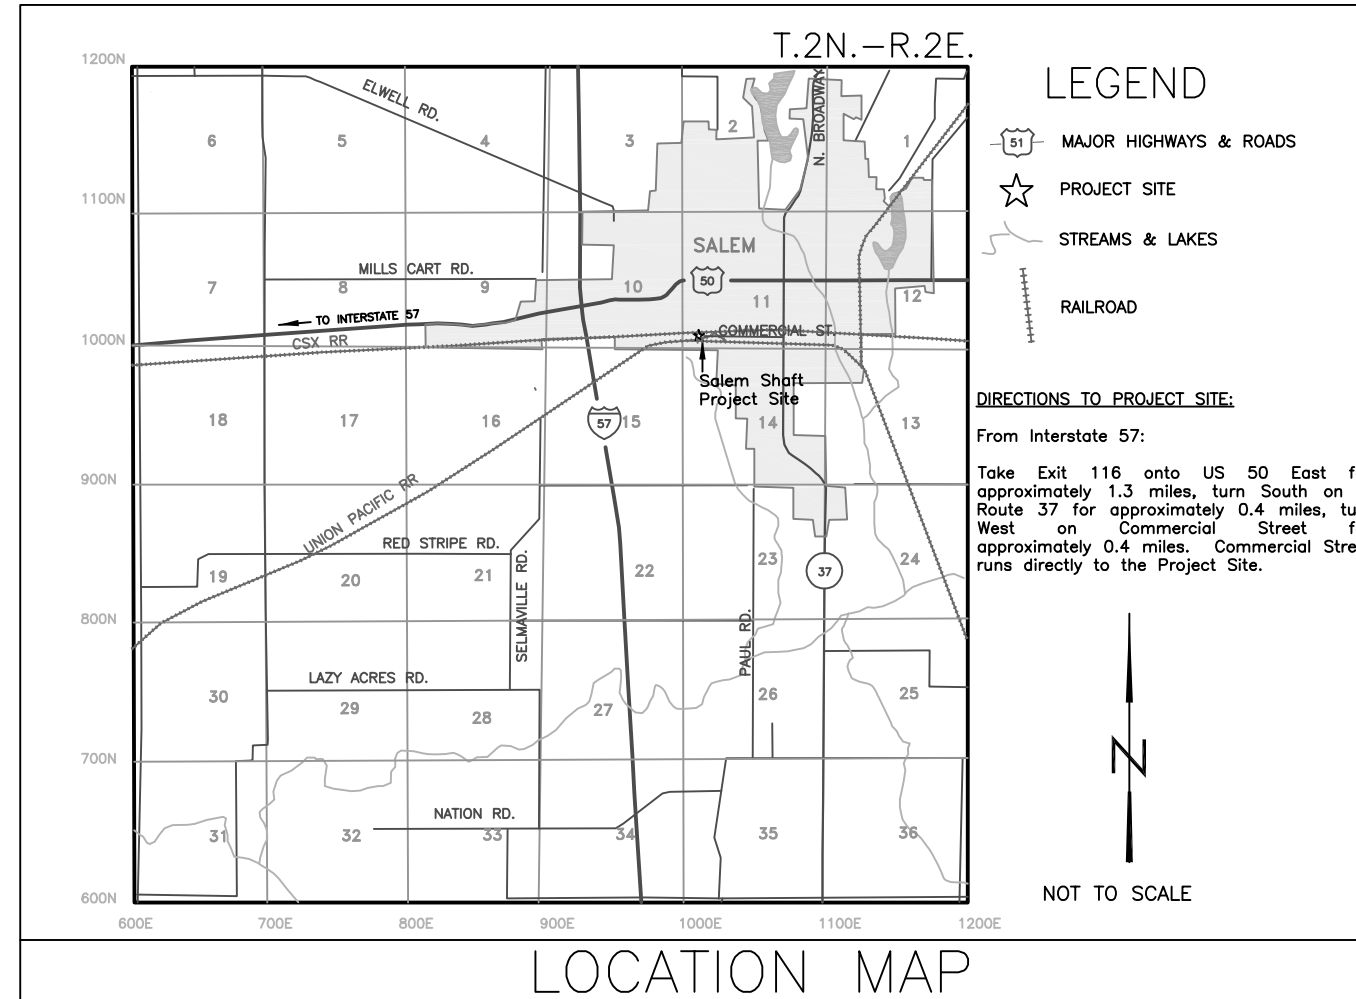 T.2N.-R.2E.
1200N
LEGEND
ELWELL RD.
N. BROADWAY
6
5
4
3
2
1
51
MAJOR HIGHWAYS & ROADS
PROJECT SITE
1100N
STREAMS & LAKES
SALEM
MILLS CART RD.
50
7
8
9
10
11
12
RAILROAD
TO INTERSTATE 57
COMMERCIAL ST.
1000N
CSX RR
Salem Shaft
Project Site
DIRECTIONS TO PROJECT SITE:
18
17
16
57
15
14
13
From Interstate 57:
Take Exit 116 onto US 50 East f
approximately 1.3 miles, turn South on
Route 37 for approximately 0.4 miles, tu
West on Commercial Street f
approximately 0.4 miles. Commercial Stre
runs directly to the Project Site.
900N
UNION PACIFIC RR
RED STRIPE RD.
SELMAVILLE RD.
19
20
21
22
23
37
24
800N
PAUL RD.
LAZY ACRES RD.
30
29
28
27
26
25
700N
NATION RD.
31
32
33
34
35
36
N
NOT TO SCALE
600N
600E
700E
800E
900E
1000E
1100E
1200E
LOCATION MAP